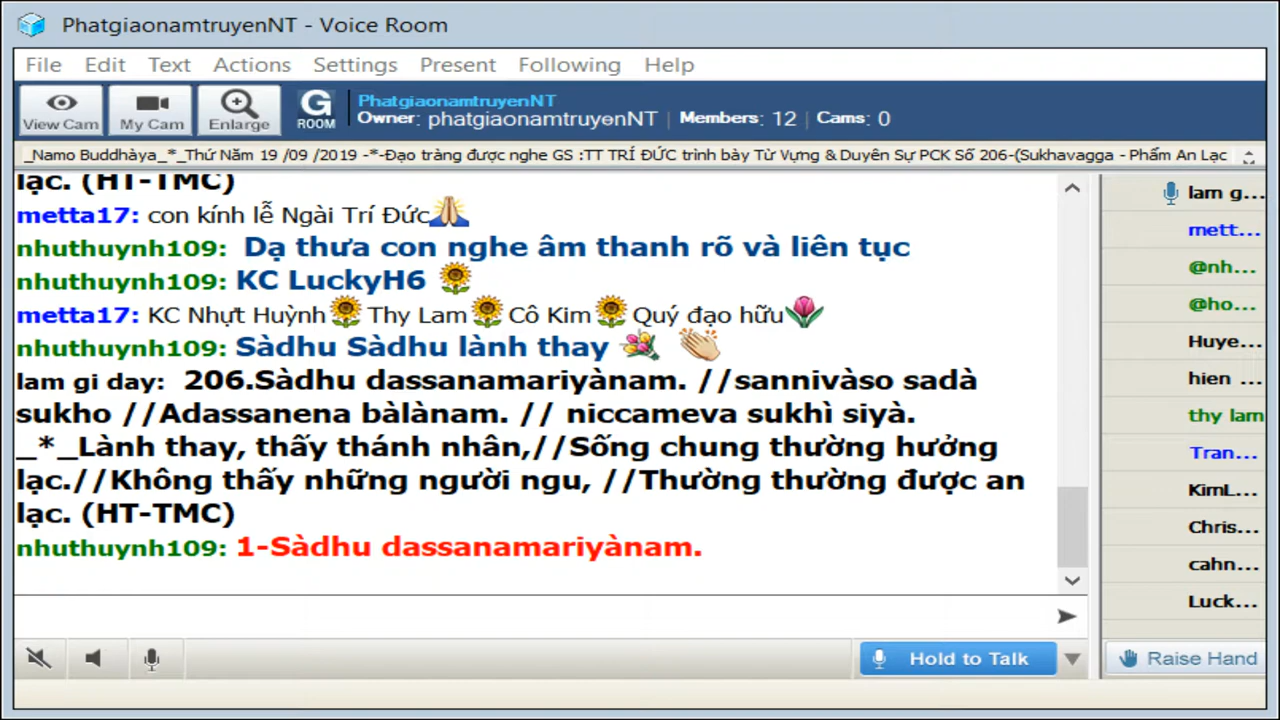 PhatgiaonamtruyenNT - Voice Room
File Edit Text Actions Settings Present Following Help
View Cam My Cam Enlarge G ROOM
PhatgiaonamtruyenNT
Owner: phatgiaonamtruyenNT | Members: 12 | Cams: 0
_Namo Buddhàya_*_Thứ Năm 19 /09 /2019 -*-Đạo tràng được nghe GS :TT TRÍ ĐỨC trình bày Từ Vựng & Duyên Sự PCK Số 206-(Sukhavagga - Phẩm An Lạc
lạc. (HT-TMC)
metta17: con kính lễ Ngài Trí Đức
nhuthuynh109: Dạ thưa con nghe âm thanh rõ và liên tục
nhuthuynh109: KC LuckyH6
metta17: KC Nhựt Huỳnh Thy Lam Cô Kim Quý đạo hữu
nhuthuynh109: Sàdhu Sàdhu lành thay
lam gi day: 206.Sàdhu dassanamariyànam. //sannivàso sadà
sukho //Adassanena bàlànam. // niccameva sukhì siyà.
_*_Lành thay, thấy thánh nhân,//Sống chung thường hưởng
lạc.//Không thấy những người ngu, //Thường thường được an
lạc. (HT-TMC)
nhuthuynh109: 1-Sàdhu dassanamariyànam.
lam g...
mett...
@nh...
@ho...
Huye...
hien ...
thy lam
Tran...
KimL...
Chris...
cahn...
Luck...
Hold to Talk
Raise Hand